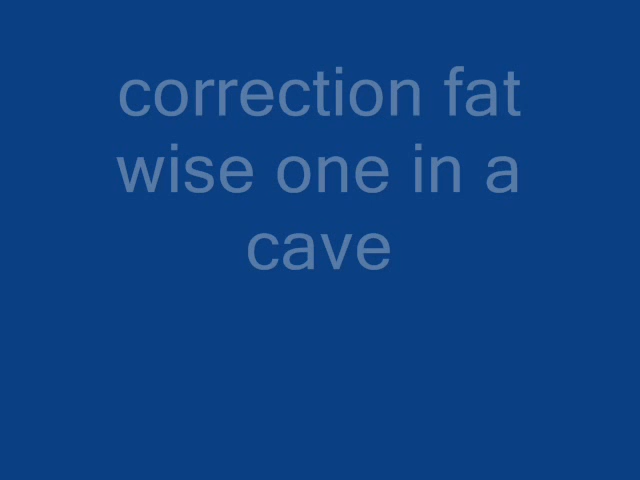 correction fat
wise one in a
cave